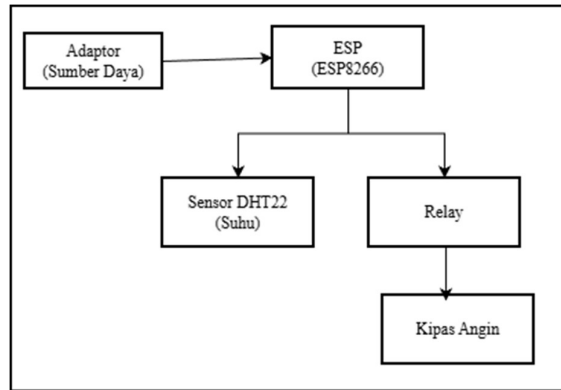 Adaptor
(Sumber Daya)
ESP
(ESP8266)
Sensor DHT22
(Suhu)
Relay
Kipas Angin